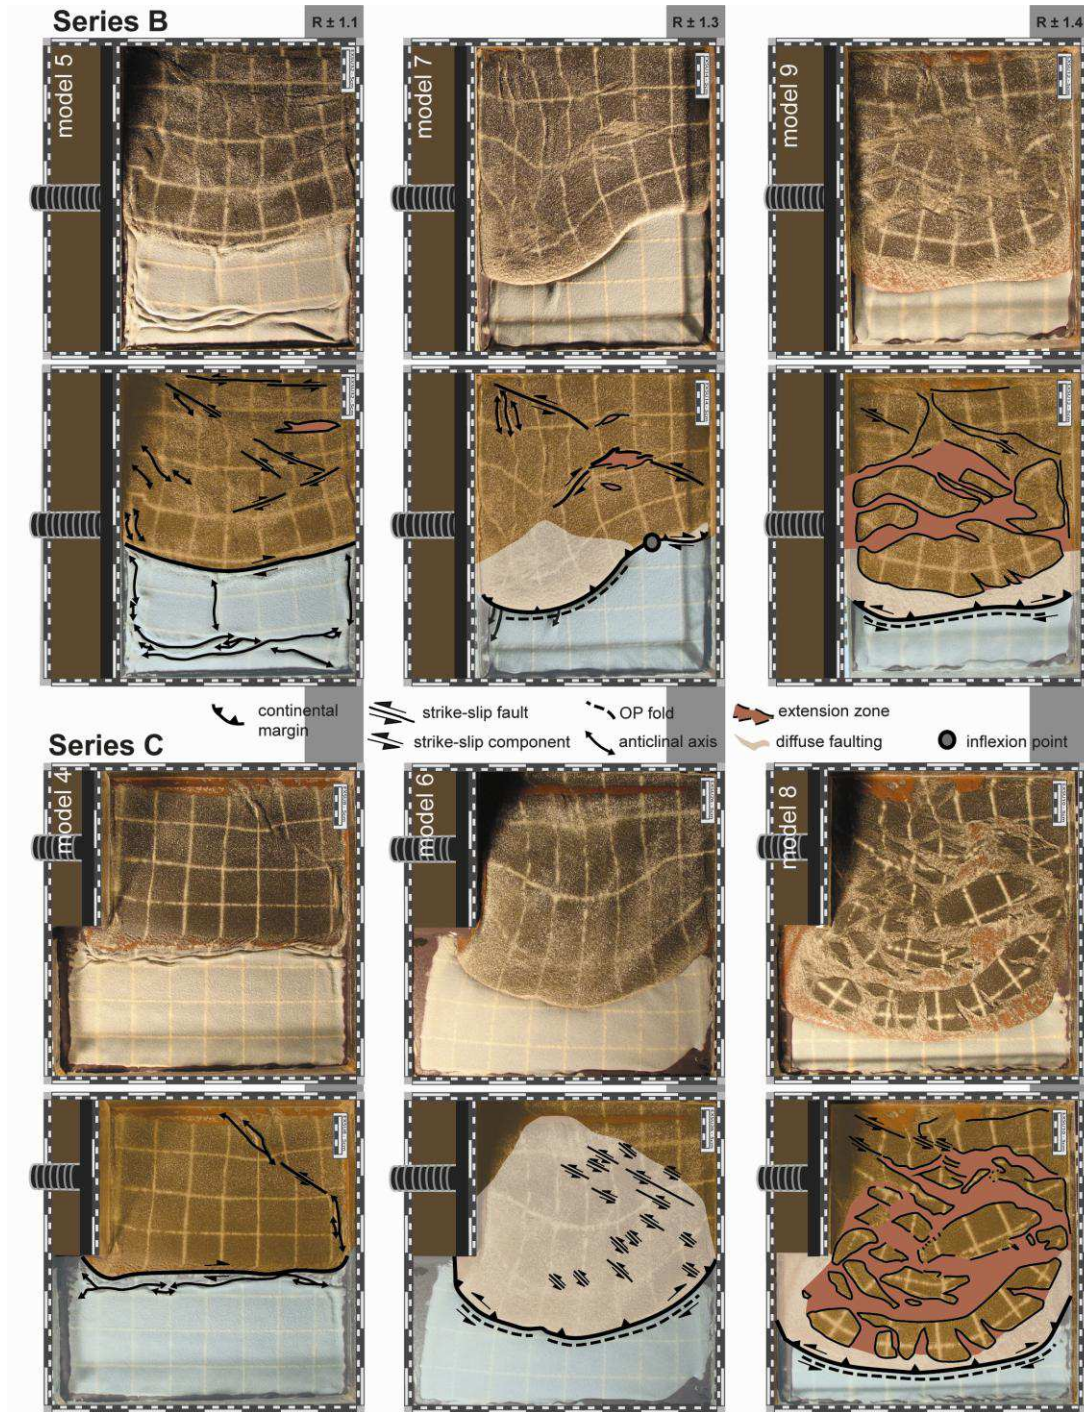 Series B
R ± 1.1
R ± 1.3
R ± 1.4
model 5
model 7
model 9
continental
margin
strike-slip fault
strike-slip component
OP fold
anticlinal axis
extension zone
diffuse faulting
inflexion point
Series C
model 4
model 6
model 8